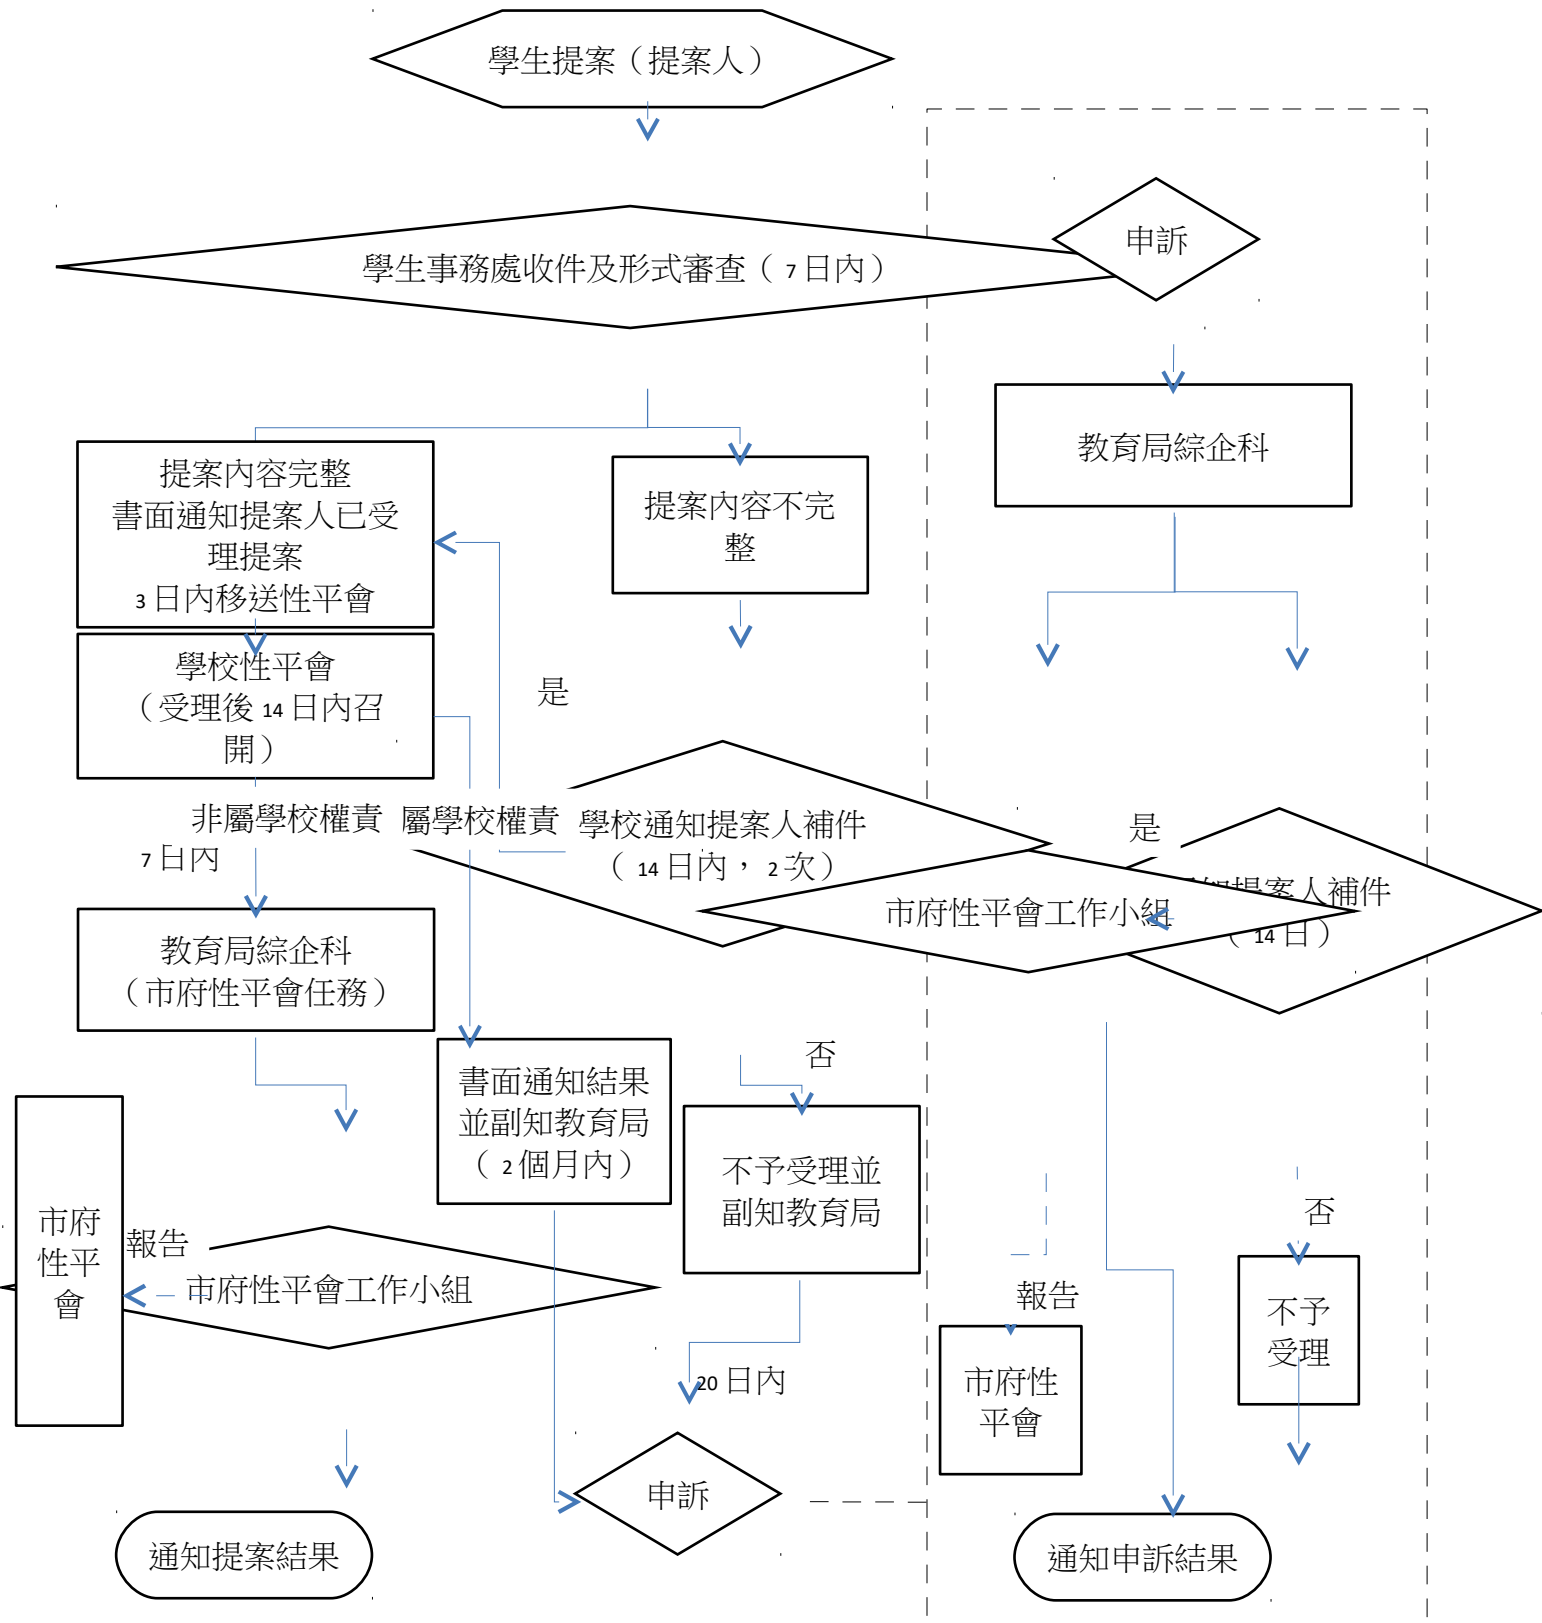 學生提案（提案人）
申訴
學生事務處收件及形式審查（7日內）
教育局綜企科
提案內容完整
書面通知提案人已受
理提案
3日內移送性平會
提案內容不完
整
學校性平會
（受理後14日內召
開）
是
非屬學校權責
屬學校權責
7日內
學校通知提案人補件
（14日內，2次）
是
市府性平會工作小組
提案人補件
（14日）
教育局綜企科
（市府性平會任務）
書面通知結果
並副知教育局
（2個月內）
否
不予受理並
副知教育局
市府
性平
會
報告
市府性平會工作小組
否
報告
不予
受理
20日內
市府性
平會
申訴
通知提案結果
通知申訴結果